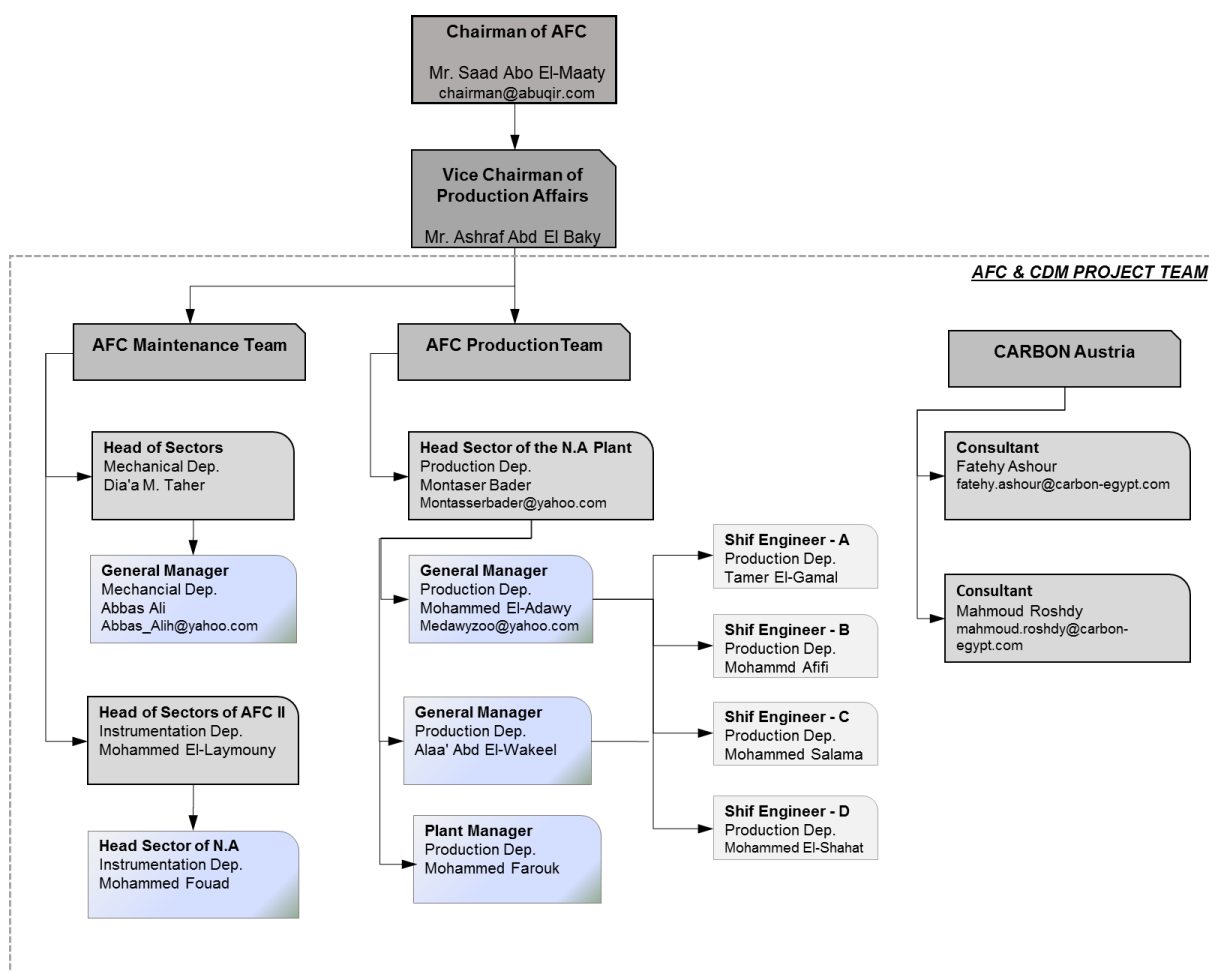 Chairman of AFC
Mr. Saad Abo El-Maaty
chairman@abuqir.com
Vice Chairman of
Production Affairs
Mr. Ashraf Abd El Baky
AFC & CDM PROJECT TEAM
AFC Maintenance Team
Head of Sectors
Mechanical Dep.
Dia'a M. Taher
General Manager
Mechancial Dep.
Abbas Ali
Abbas_Alih@yahoo.com
Head of Sectors of AFC II
Instrumentation Dep.
Mohammed El-Laymouny
Head Sector of N.A
Instrumentation Dep.
Mohammed Fouad
AFC Production Team
Head Sector of the N.A Plant
Production Dep.
Montaser Bader
Montasserbader@yahoo.com
General Manager
Production Dep.
Mohammed El-Adawy
Medawyzoo@yahoo.com
General Manager
Production Dep.
Alaa' Abd El-Wakeel
Plant Manager
Production Dep.
Mohammed Farouk
Shif Engineer - A
Production Dep.
Tamer El-Gamal
Shif Engineer - B
Production Dep.
Mohammd Afifi
Shif Engineer - C
Production Dep.
Mohammed Salama
Shif Engineer - D
Production Dep.
Mohammed El-Shahat
CARBON Austria
Consultant
Fatehy Ashour
fatehy.ashour@carbon-egypt.com
Consultant
Mahmoud Roshdy
mahmoud.roshdy@carbon-
egypt.com